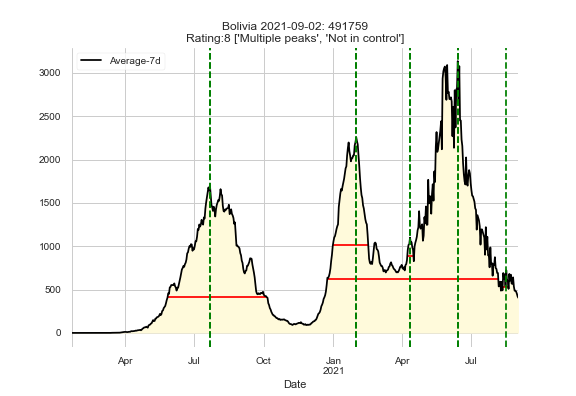 Bolivia 2021-09-02: 491759
Rating:8 ['Multiple peaks', 'Not in control']
Average-7d
3000
2500
2000
1500
1000
500
0
Apr Jul Oct Jan Apr Jul
2021
Date